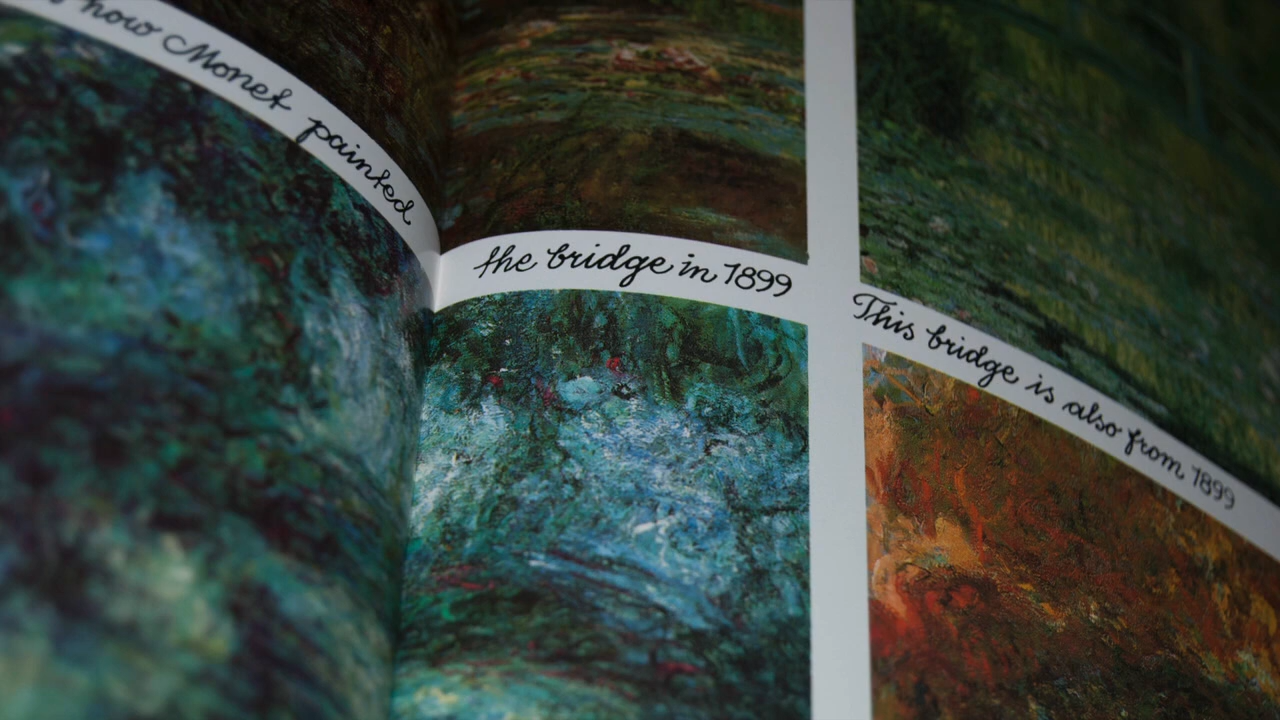 how Monet painted the bridge in 1899
This bridge is also from 1899